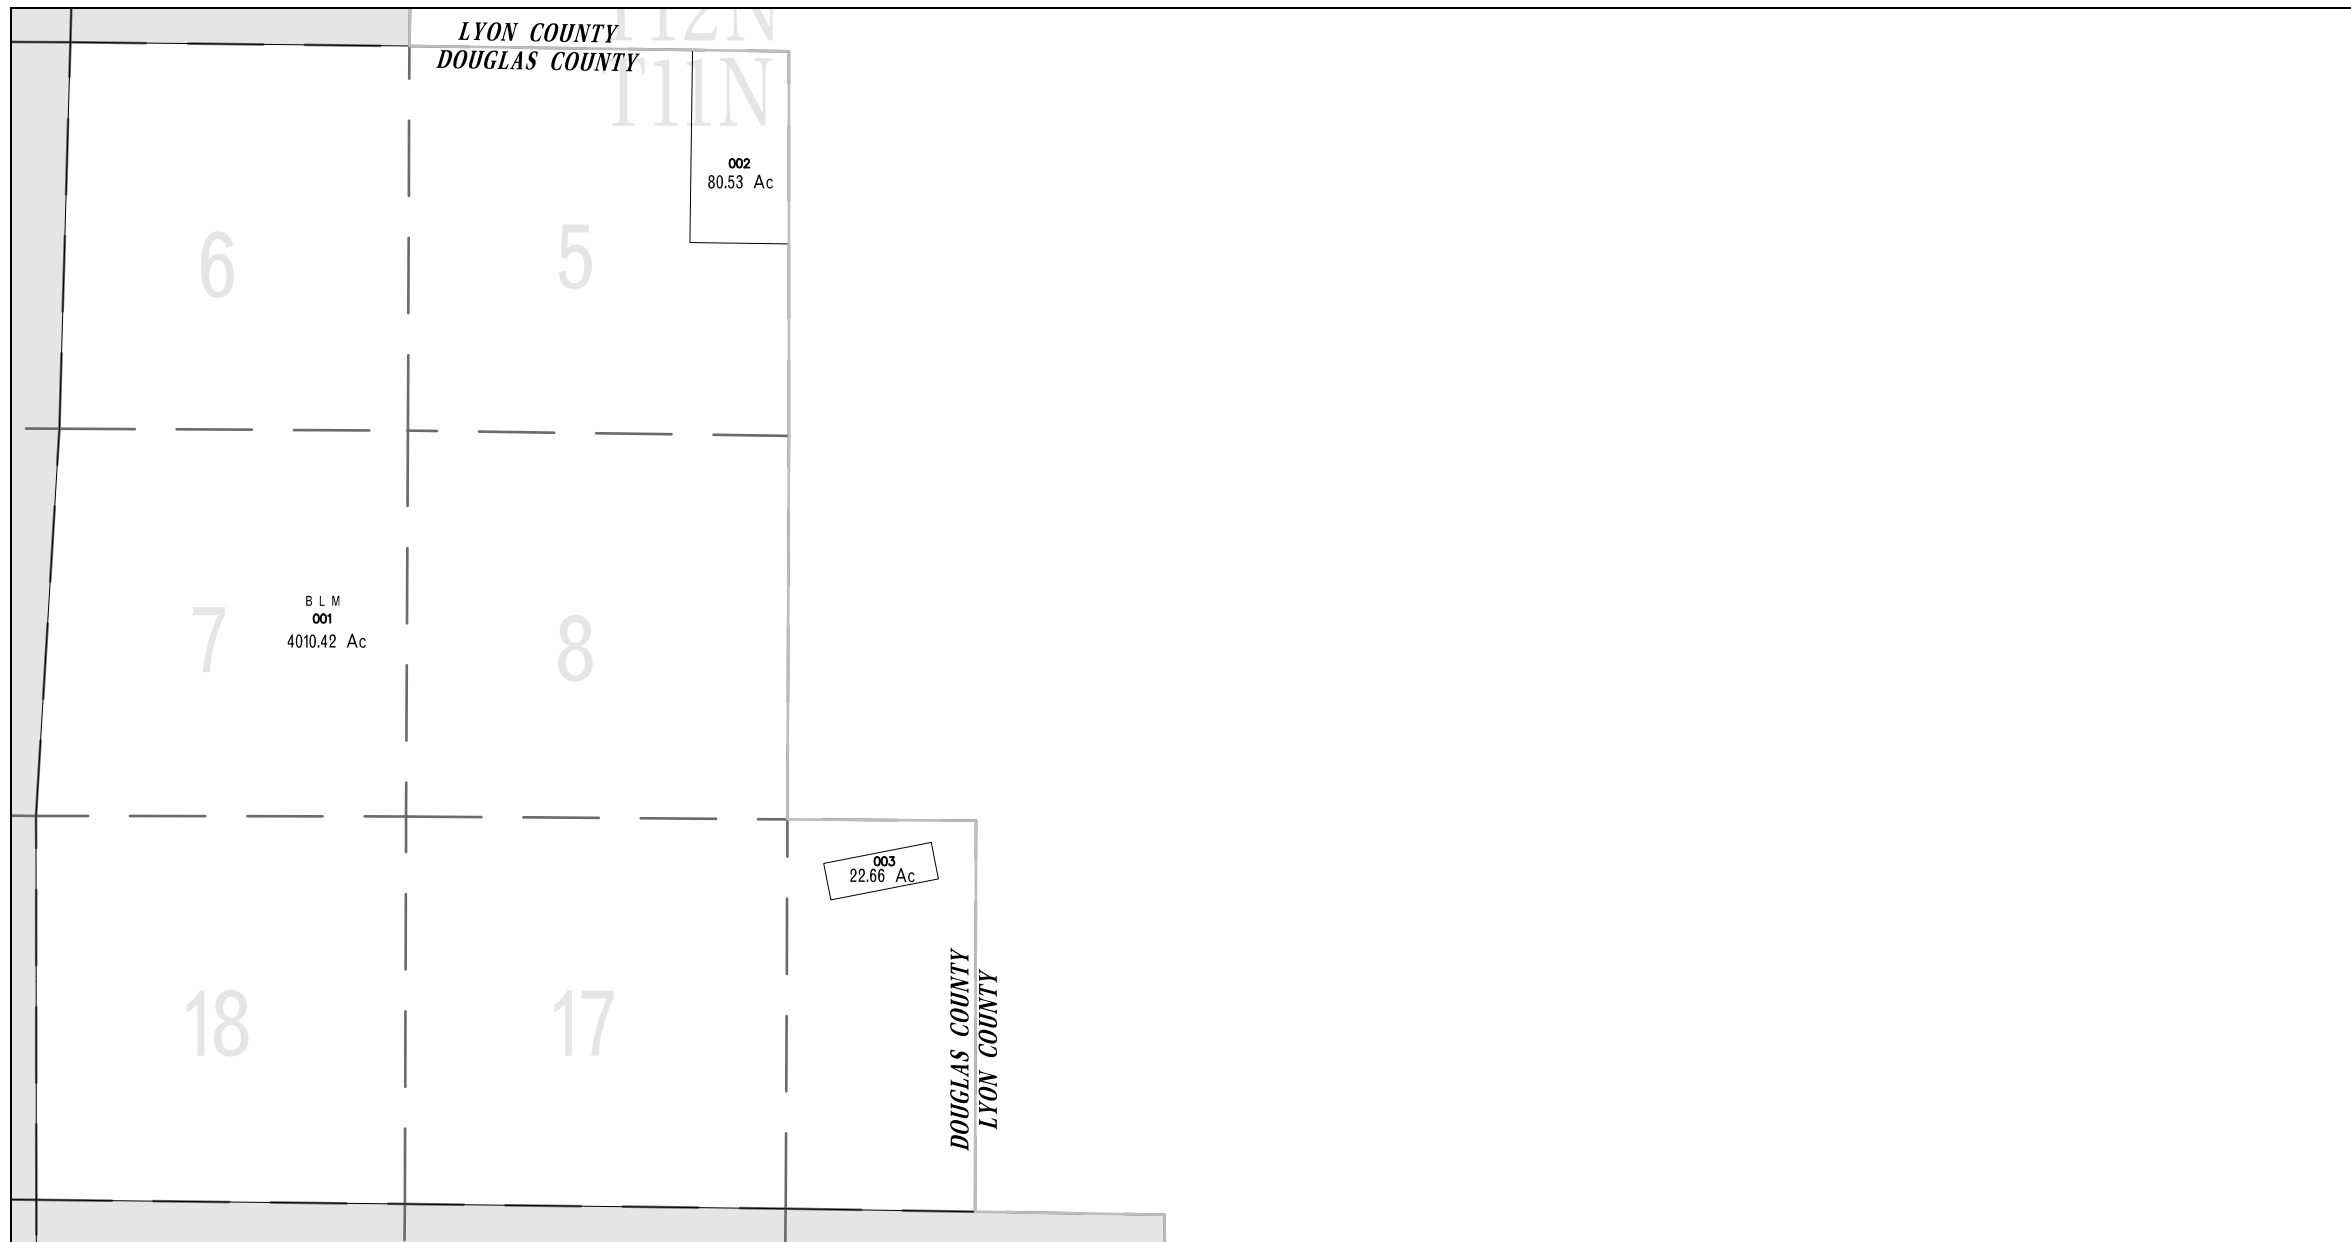 T12N
LYON COUNTY
DOUGLAS COUNTY
T11N
002
80.53 Ac
6
5
B L M
001
4010.42 Ac
7
8
003
22.66 Ac
18
17
DOUGLAS COUNTY
LYON COUNTY